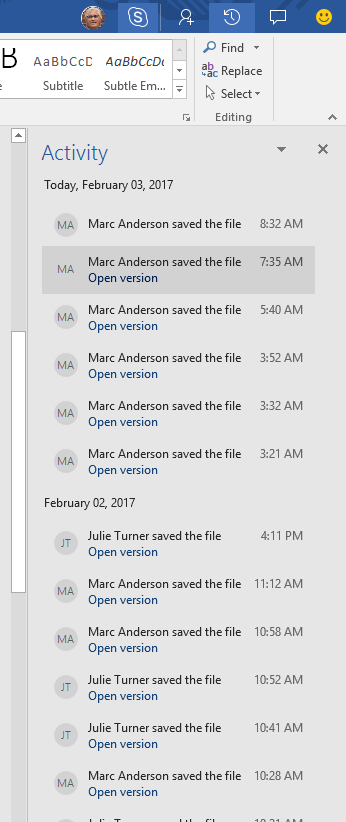 AaBbCcD
AaBbCcDc
Subtitle
Subtle Em...
Find
ab
ac
Replace
Select
Editing
Activity
Today, February 03, 2017
MA
Marc Anderson saved the file
8:32 AM
MA
Marc Anderson saved the file
7:35 AM
Open version
MA
Marc Anderson saved the file
5:40 AM
Open version
MA
Marc Anderson saved the file
3:52 AM
Open version
MA
Marc Anderson saved the file
3:32 AM
Open version
MA
Marc Anderson saved the file
3:21 AM
Open version
February 02, 2017
JT
Julie Turner saved the file
4:11 PM
Open version
MA
Marc Anderson saved the file
11:12 AM
Open version
MA
Marc Anderson saved the file
10:58 AM
Open version
JT
Julie Turner saved the file
10:52 AM
Open version
JT
Julie Turner saved the file
10:41 AM
Open version
MA
Marc Anderson saved the file
10:28 AM
Open version